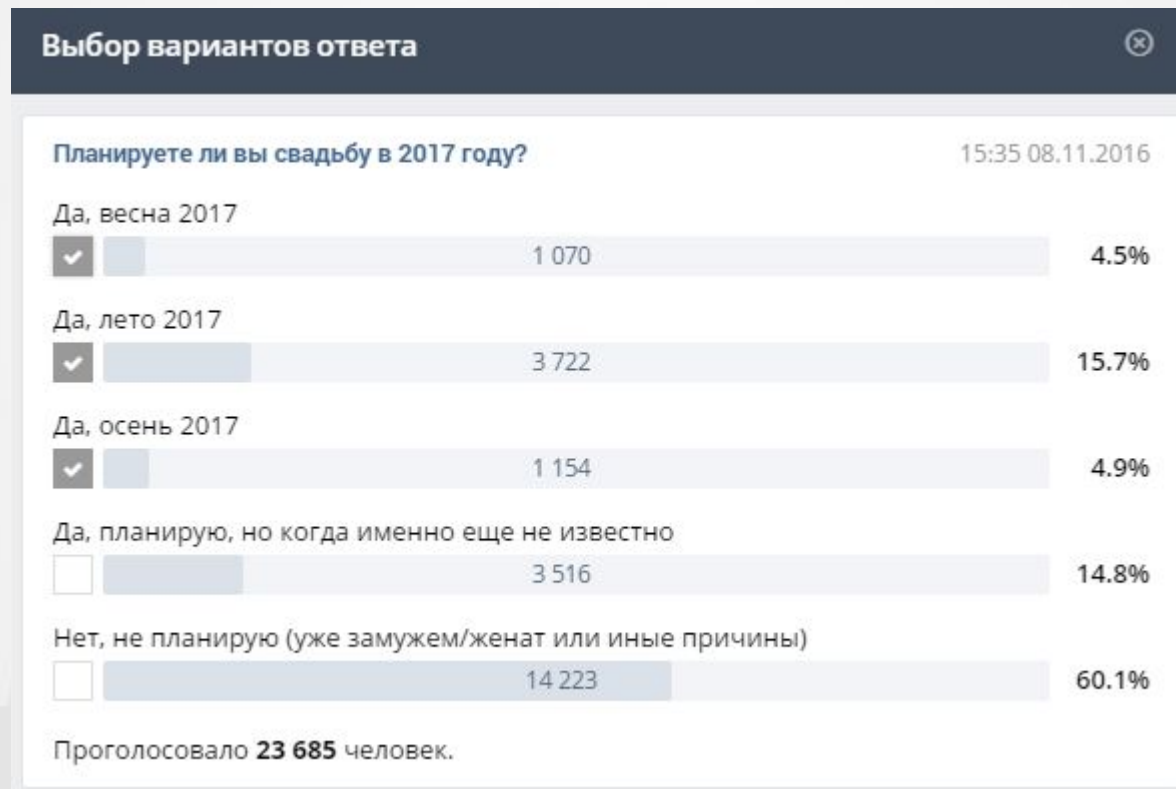 Выбор вариантов ответа
Планируете ли вы свадьбу в 2017 году? 15:35 08.11.2016
Да, весна 2017
1 070 4.5%
Да, лето 2017
3 722 15.7%
Да, осень 2017
1 154 4.9%
Да, планирую, но когда именно еще не известно
3 516 14.8%
Нет, не планирую (уже замужем/женат или иные причины)
14 223 60.1%
Проголосовало 23 685 человек.